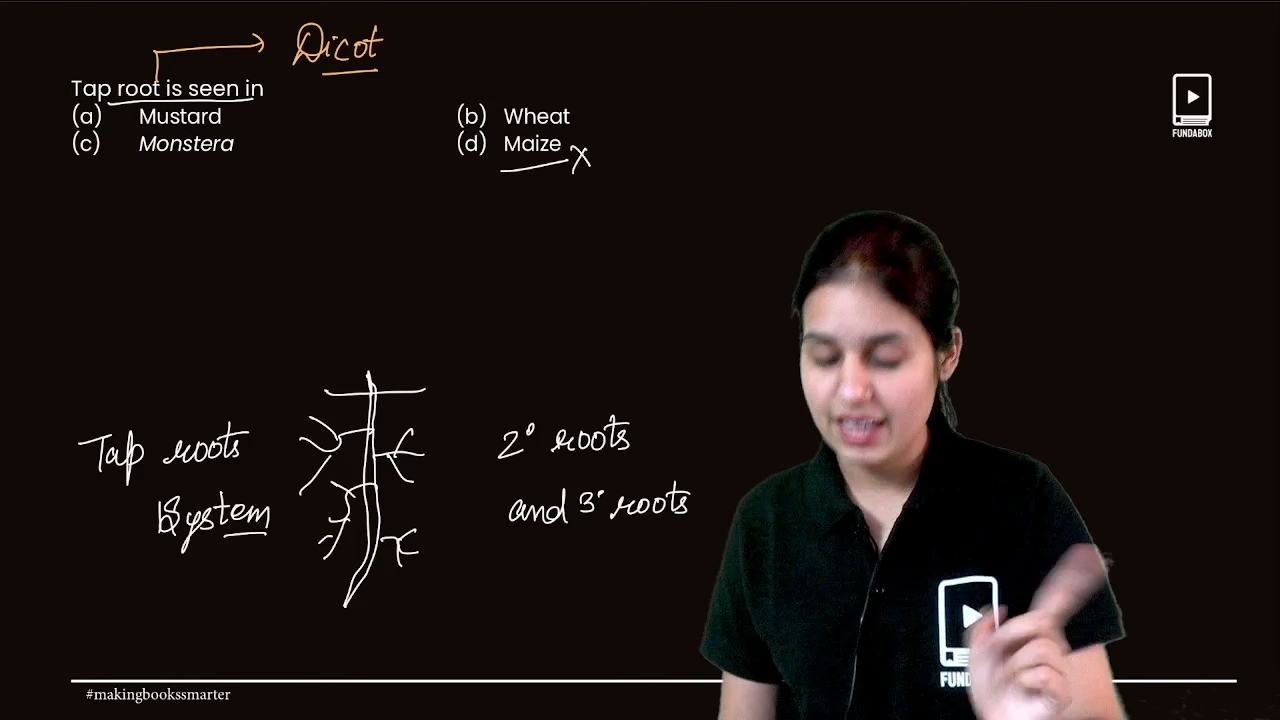 Dicot
Tap root is seen in
(a) Mustard (b) Wheat
(c) Monstera (d) Maize x
FUNDABOX
Tap roots
System
2° roots
and 3° roots
FUND
#makingbookssmarter